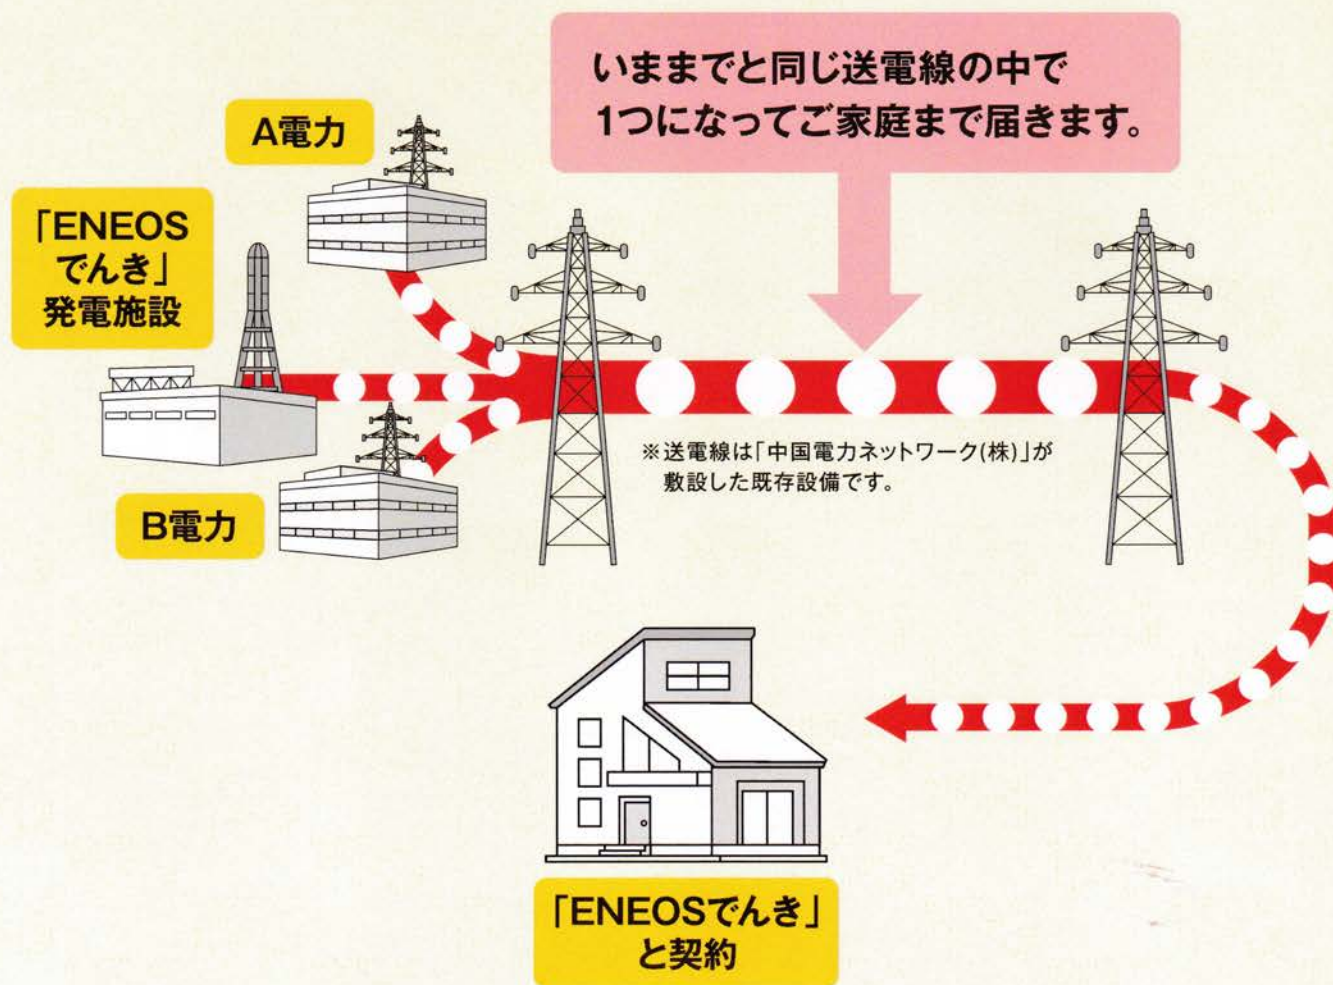 いままでと同じ送電線の中で
1つになってご家庭まで届きます。
A電力
「ENEOS
でんき」
発電施設
B電力
※送電線は「中国電力ネットワーク(株)」が
敷設した既存設備です。
「ENEOSでんき」
と契約